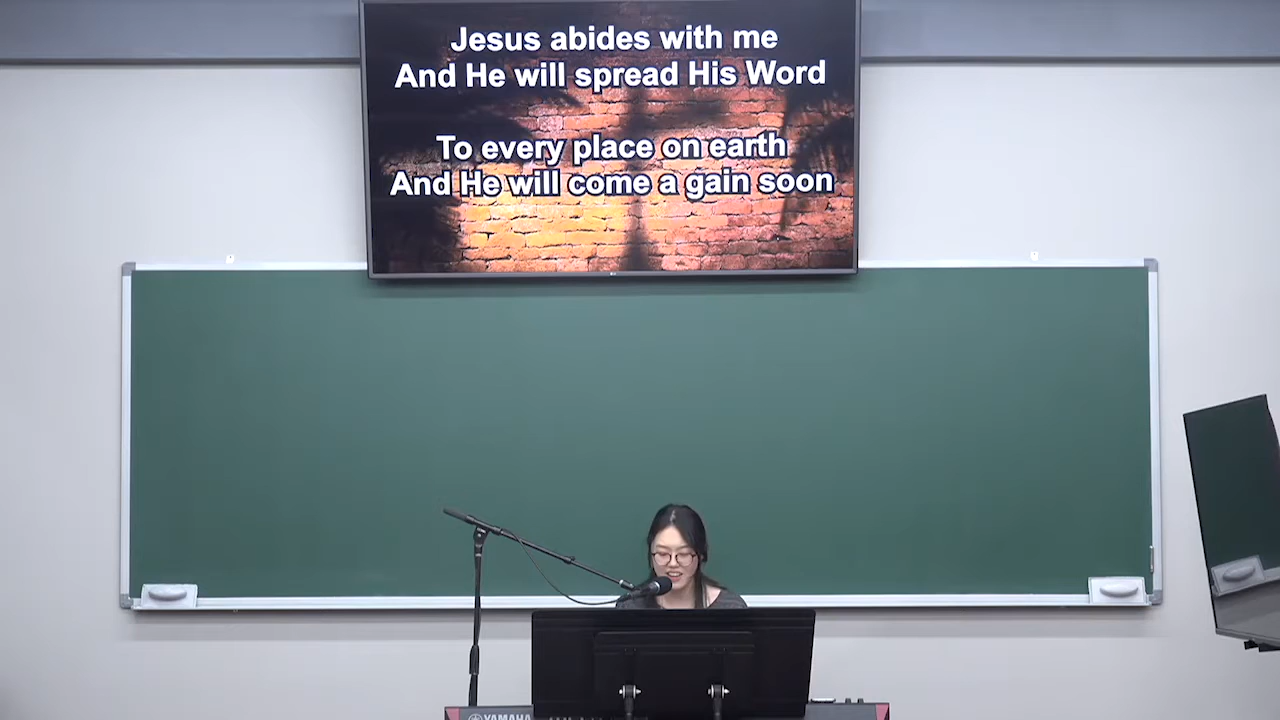 Jesus abides with me
And He will spread His Word
To every place on earth
And He will come a gain soon
YAMAHA